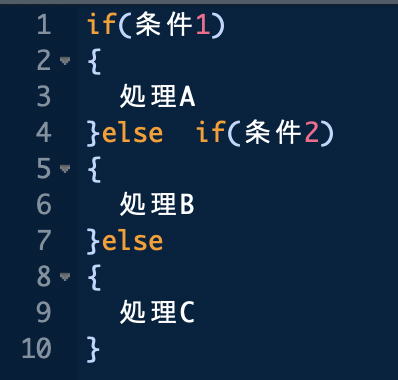 1 if(条件1)
2 {
3   処理A
4 }else  if(条件2)
5 {
6   処理B
7 }else
8 {
9   処理C
10 }